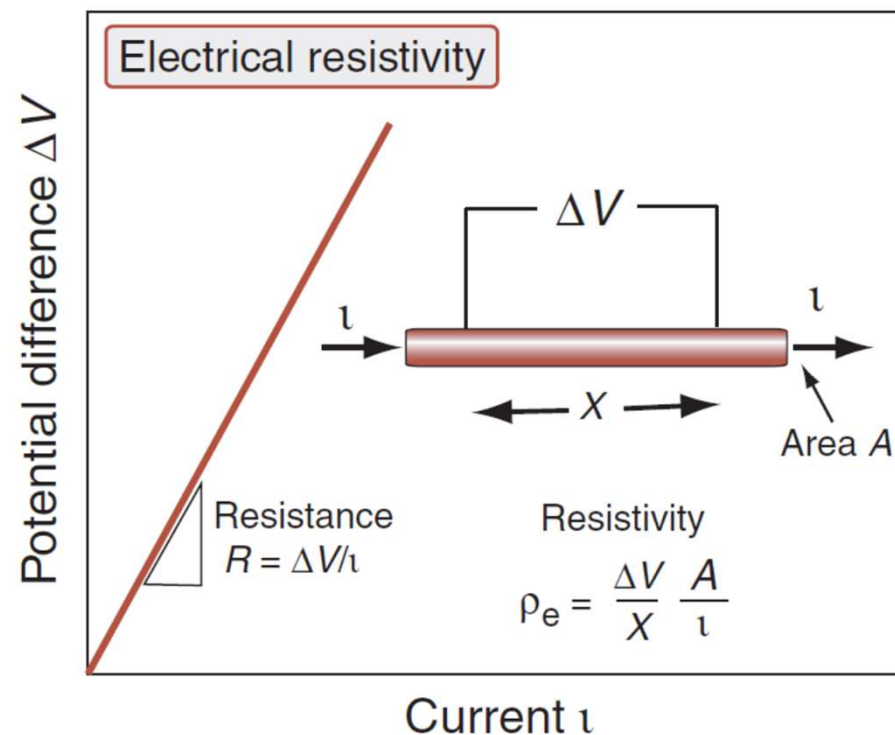 Electrical resistivity
Potential difference ΔV
ΔV
ι
ι
X
Area A
Resistance
R = ΔV/ι
Resistivity
ρe = ΔV/X A/ι
Current ι